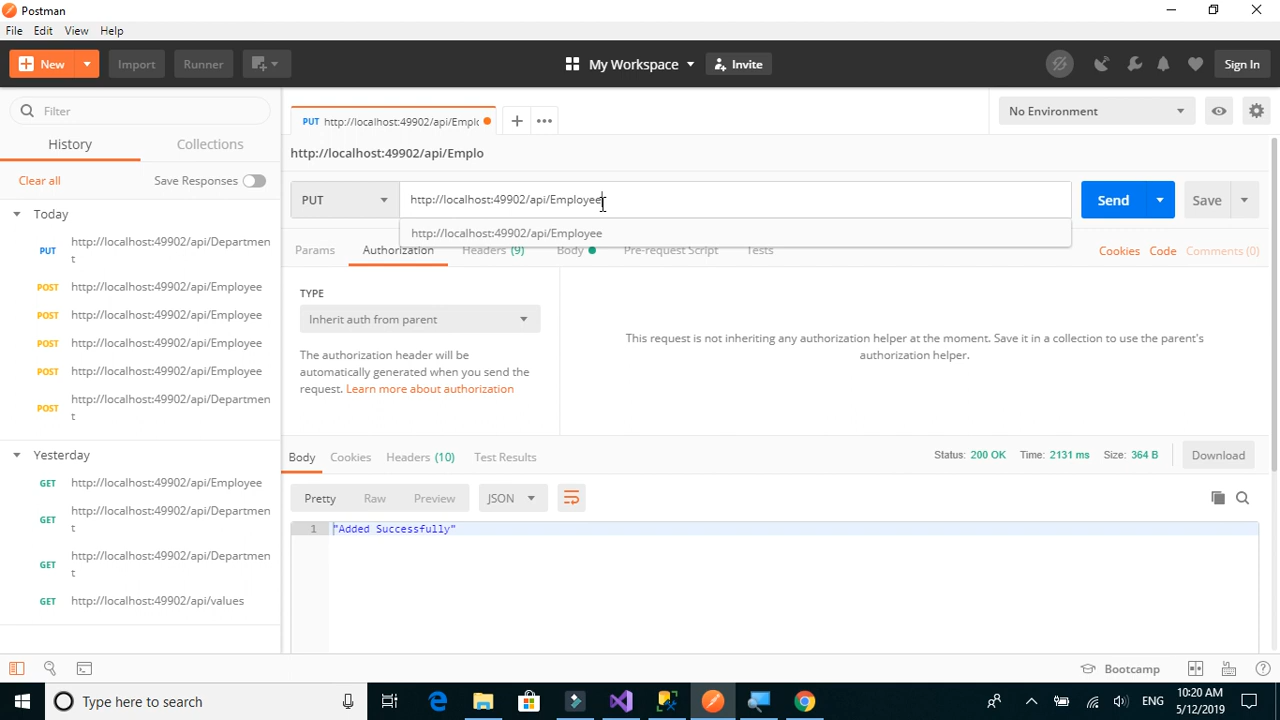 Postman
File Edit View Help
New Import Runner My Workspace Invite Sign In
Filter
History Collections
Clear all Save Responses
Today
PUT http://localhost:49902/api/Departmen
t
POST http://localhost:49902/api/Employee
POST http://localhost:49902/api/Employee
POST http://localhost:49902/api/Employee
POST http://localhost:49902/api/Employee
POST http://localhost:49902/api/Departmen
t
Yesterday
GET http://localhost:49902/api/Employee
GET http://localhost:49902/api/Departmen
t
GET http://localhost:49902/api/Departmen
t
GET http://localhost:49902/api/values
PUT http://localhost:49902/api/Emplc
No Environment
http://localhost:49902/api/Emplo
PUT http://localhost:49902/api/Employee Send Save
http://localhost:49902/api/Employee
Params Authorization Headers (9) Body Pre-request Script Tests Cookies Code Comments (0)
TYPE
Inherit auth from parent
The authorization header will be
automatically generated when you send the
request. Learn more about authorization
This request is not inheriting any authorization helper at the moment. Save it in a collection to use the parent's
authorization helper.
Body Cookies Headers (10) Test Results Status: 200 OK Time: 2131 ms Size: 364 B Download
Pretty Raw Preview JSON
1 "Added Successfully"
Bootcamp
Type here to search
ENG
10:20 AM
5/12/2019